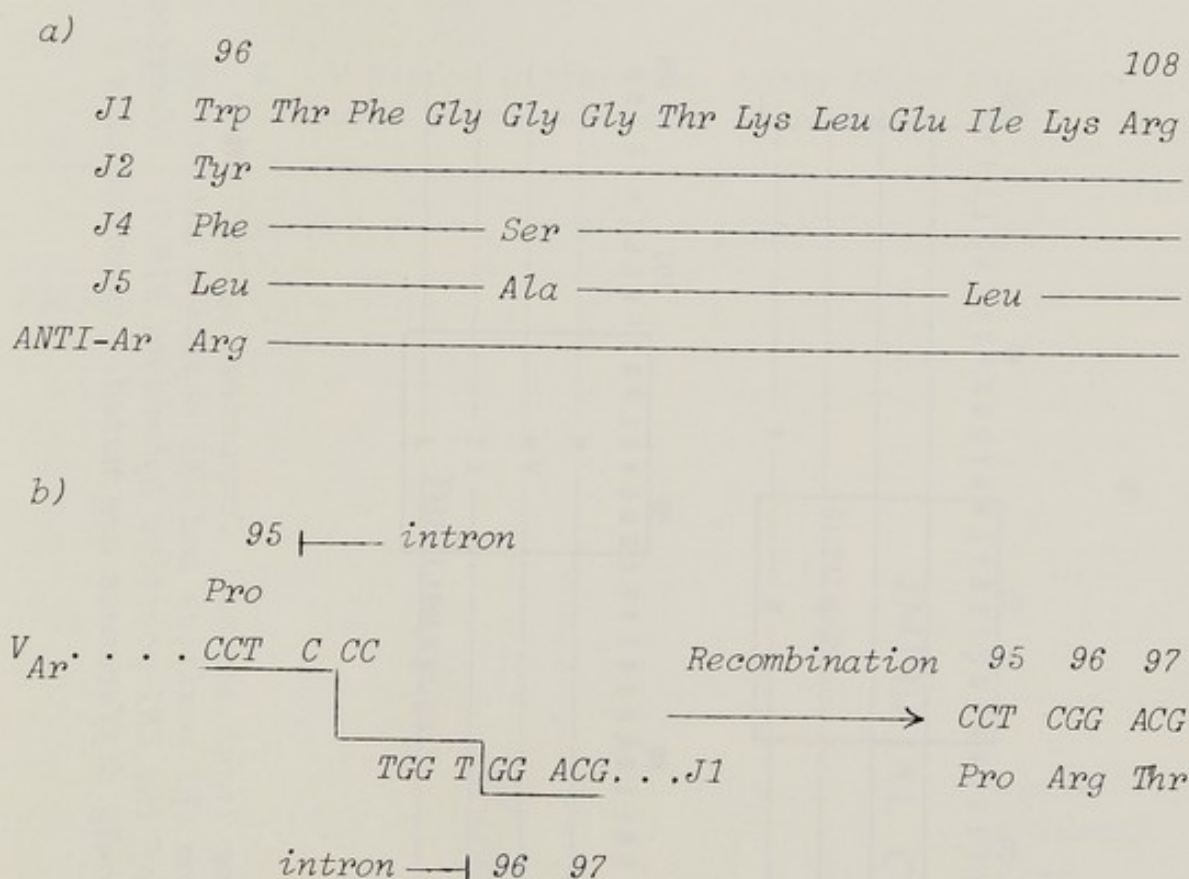 a)
96 108
J1 Trp Thr Phe Gly Gly Gly Thr Lys Leu Glu Ile Lys Arg
J2 Tyr
J4 Phe Ser
J5 Leu Ala Leu
ANTI-Ar Arg
b)
95 intron
Pro
VAr. . . . CCT C CC
Recombination 95 96 97
CCT CGG ACG
TGG T GG ACG. . .J1
Pro Arg Thr
intron 96 97